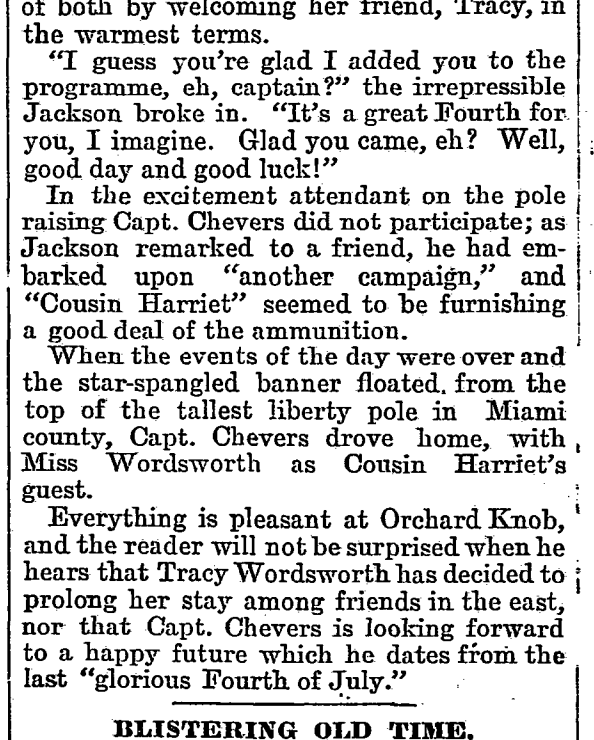 of both by welcoming her friend, Tracy, in
the warmest terms.
"I guess you're glad I added you to the
programme, eh, captain?" the irrepressible
Jackson broke in. "It's a great Fourth for
you, I imagine. Glad you came, eh? Well,
good day and good luck!"
In the excitement attendant on the pole
raising Capt. Chevers did not participate; as
Jackson remarked to a friend, he had em-
barked upon "another campaign," and
"Cousin Harriet" seemed to be furnishing
a good deal of the ammunition.
When the events of the day were over and
the star-spangled banner floated. from the
top of the tallest liberty pole in Miami
county, Capt. Chevers drove home, with
Miss Wordsworth as Cousin Harriet's
guest.
Everything is pleasant at Orchard Knob,
and the reader will not be surprised when he
hears that Tracy Wordsworth has decided to
prolong her stay among friends in the east,
nor that Capt. Chevers is looking forward
to a happy future which he dates from the
last "glorious Fourth of July."
BLISTERING OLD TIME.